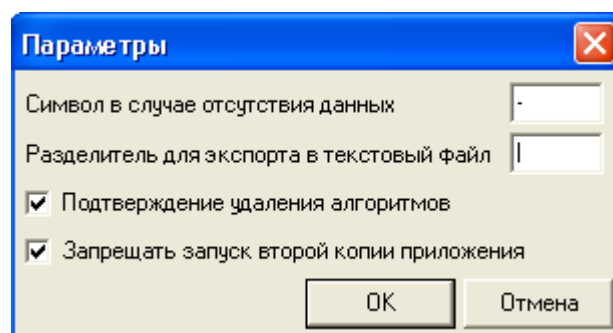 Параметры
Символ в случае отсутствия данных -
Разделитель для экспорта в текстовый файл |
Подтверждение удаления алгоритмов
Запрещать запуск второй копии приложения
OK Отмена